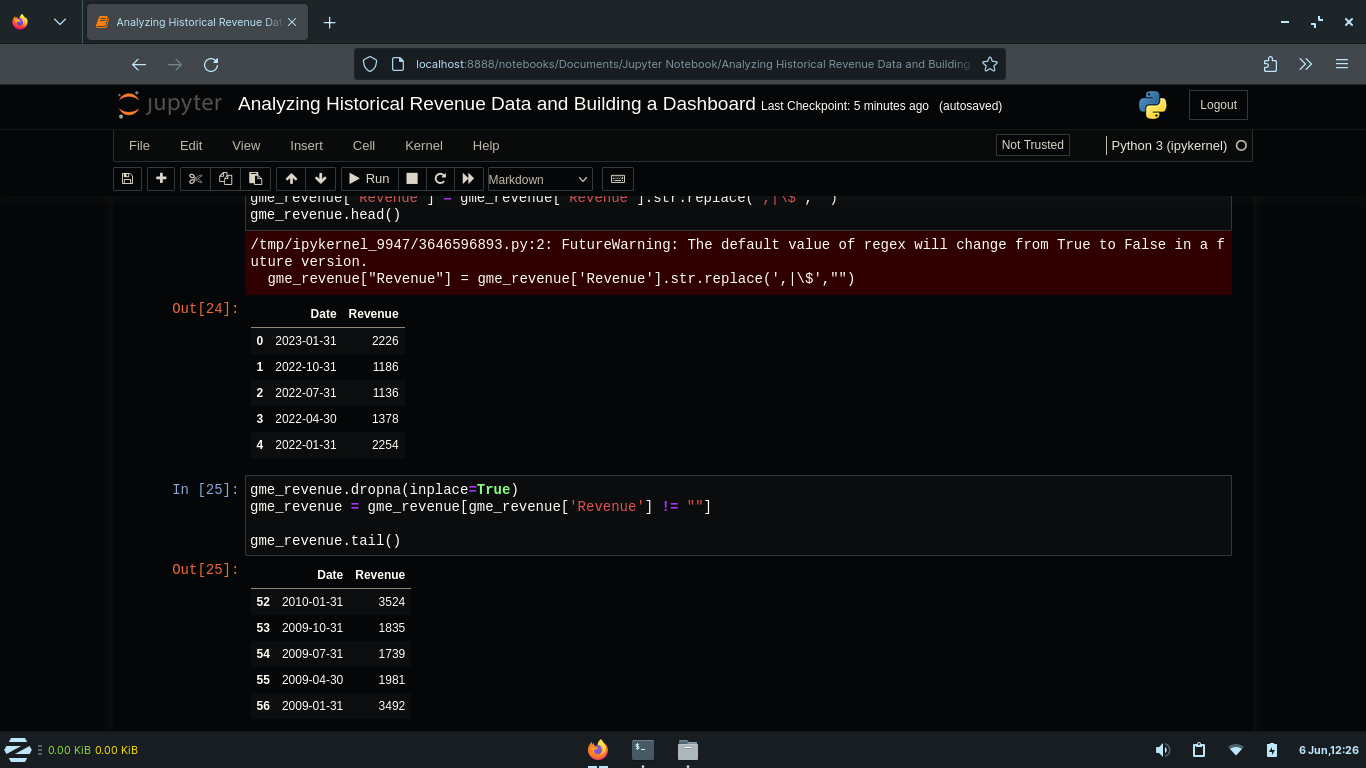 Analyzing Historical Revenue Dat
localhost:8888/notebooks/Documents/Jupyter Notebook/Analyzing Historical Revenue Data and Building
jupyter Analyzing Historical Revenue Data and Building a Dashboard Last Checkpoint: 5 minutes ago (autosaved)
Logout
File Edit View Insert Cell Kernel Help
Not Trusted
Python 3 (ipykernel)
Run
Markdown
gme_revenue["Revenue"] = gme_revenue['Revenue'].str.replace(',|\$',"")
gme_revenue.head()
/tmp/ipykernel_9947/3646596893.py:2: FutureWarning: The default value of regex will change from True to False in a f
uture version.
gme_revenue["Revenue"] = gme_revenue['Revenue'].str.replace(',|\$',"")
Out[24]:
Date Revenue
0 2023-01-31 2226
1 2022-10-31 1186
2 2022-07-31 1136
3 2022-04-30 1378
4 2022-01-31 2254
In [25]:
gme_revenue.dropna(inplace=True)
gme_revenue = gme_revenue[gme_revenue['Revenue'] != ""]
gme_revenue.tail()
Out[25]:
Date Revenue
52 2010-01-31 3524
53 2009-10-31 1835
54 2009-07-31 1739
55 2009-04-30 1981
56 2009-01-31 3492
0.00 KiB 0.00 KiB
6 Jun,12:26